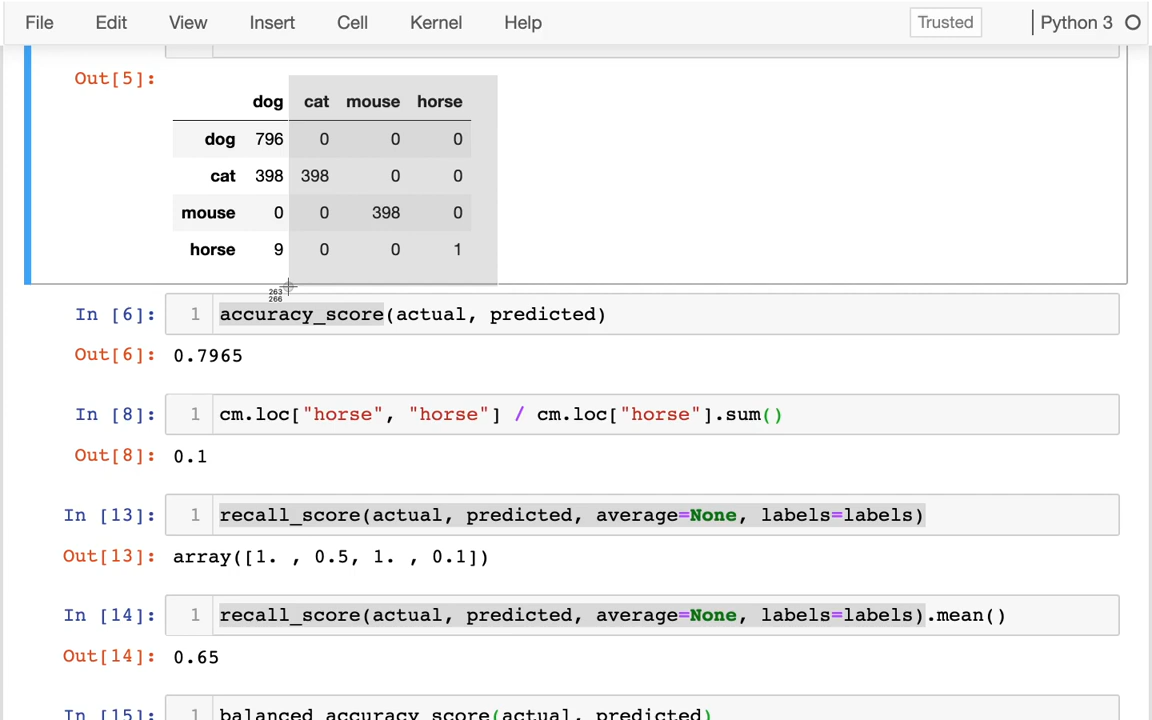 File Edit View Insert Cell Kernel Help Trusted Python 3
Out[5]:
dog cat mouse horse
dog 796 0 0 0
cat 398 398 0 0
mouse 0 0 398 0
horse 9 0 0 1
263
266
In [6]: 1 accuracy_score(actual, predicted)
Out[6]: 0.7965
In [8]: 1 cm.loc["horse", "horse"] / cm.loc["horse"].sum()
Out[8]: 0.1
In [13]: 1 recall_score(actual, predicted, average=None, labels=labels)
Out[13]: array([1. , 0.5, 1. , 0.1])
In [14]: 1 recall_score(actual, predicted, average=None, labels=labels).mean()
Out[14]: 0.65
In [15]: 1 balanced_accuracy_score(actual, predicted)